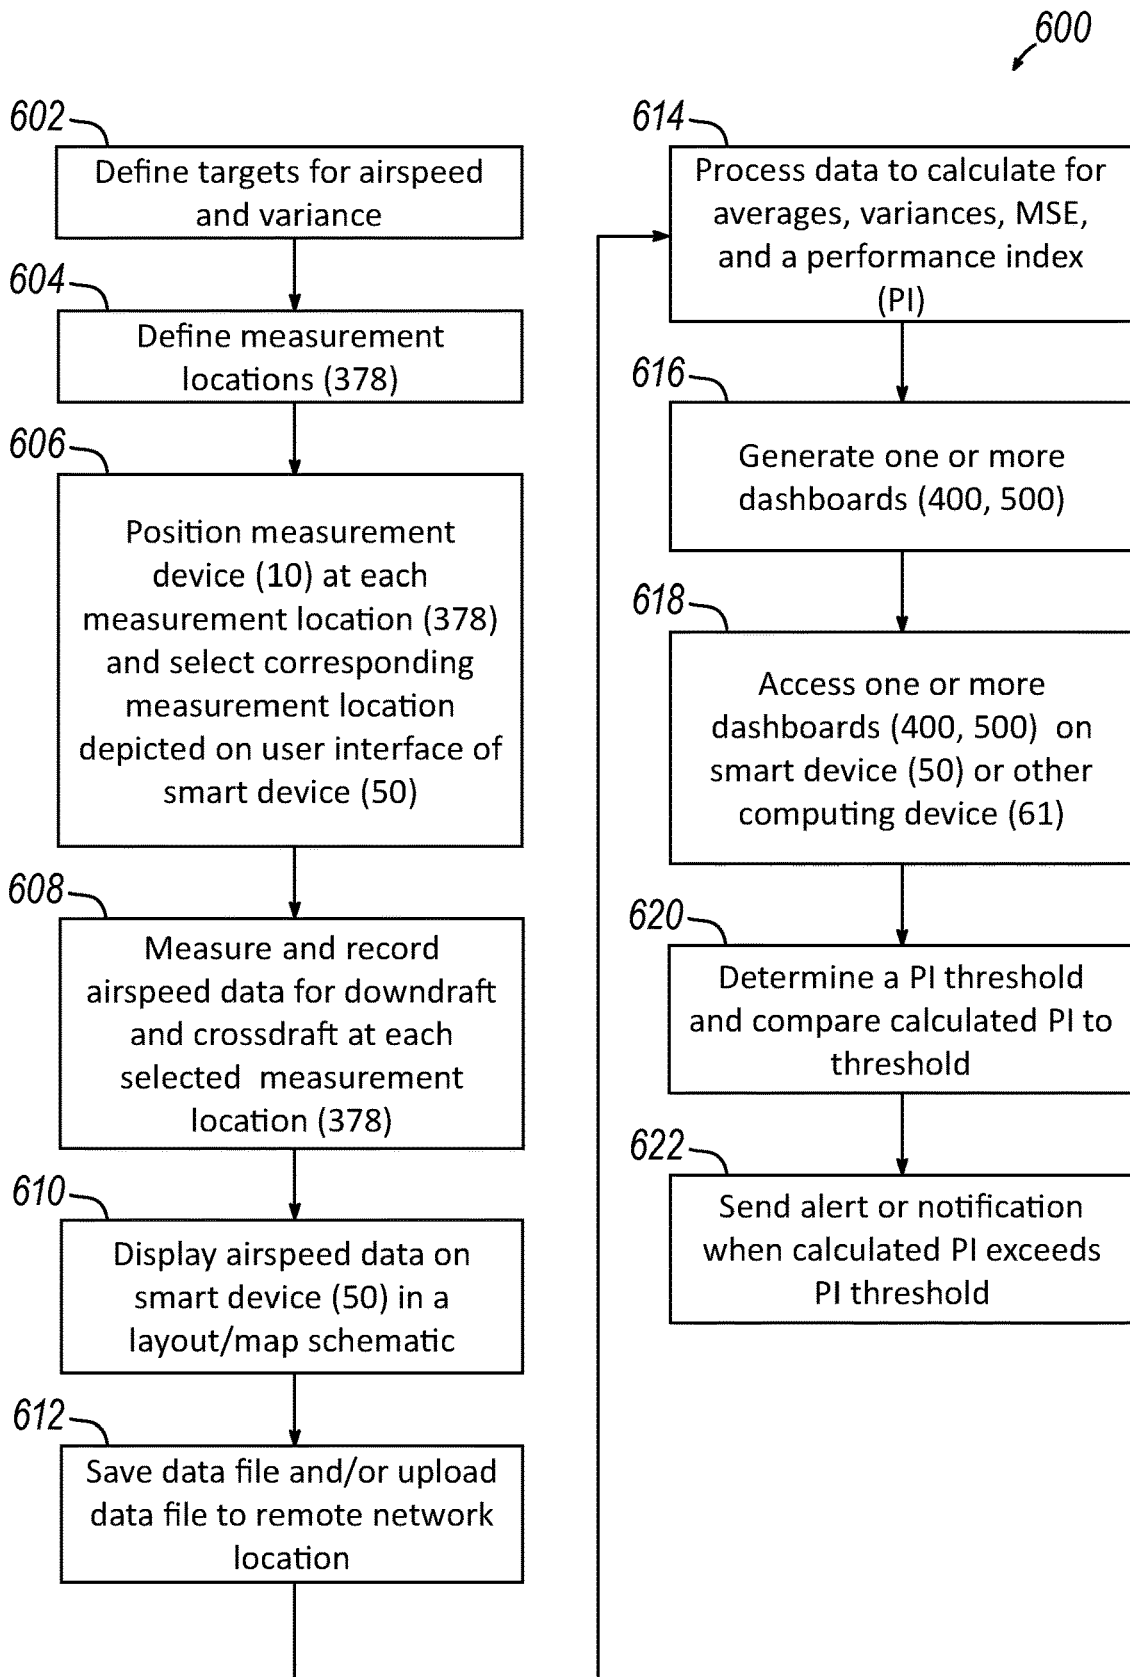 600
602
Define targets for airspeed
and variance
604
Define measurement
locations (378)
606
Position measurement
device (10) at each
measurement location (378)
and select corresponding
measurement location
depicted on user interface of
smart device (50)
608
Measure and record
airspeed data for downdraft
and crossdraft at each
selected measurement
location (378)
610
Display airspeed data on
smart device (50) in a
layout/map schematic
612
Save data file and/or upload
data file to remote network
location
614
Process data to calculate for
averages, variances, MSE,
and a performance index
(PI)
616
Generate one or more
dashboards (400, 500)
618
Access one or more
dashboards (400, 500) on
smart device (50) or other
computing device (61)
620
Determine a PI threshold
and compare calculated PI to
threshold
622
Send alert or notification
when calculated PI exceeds
PI threshold